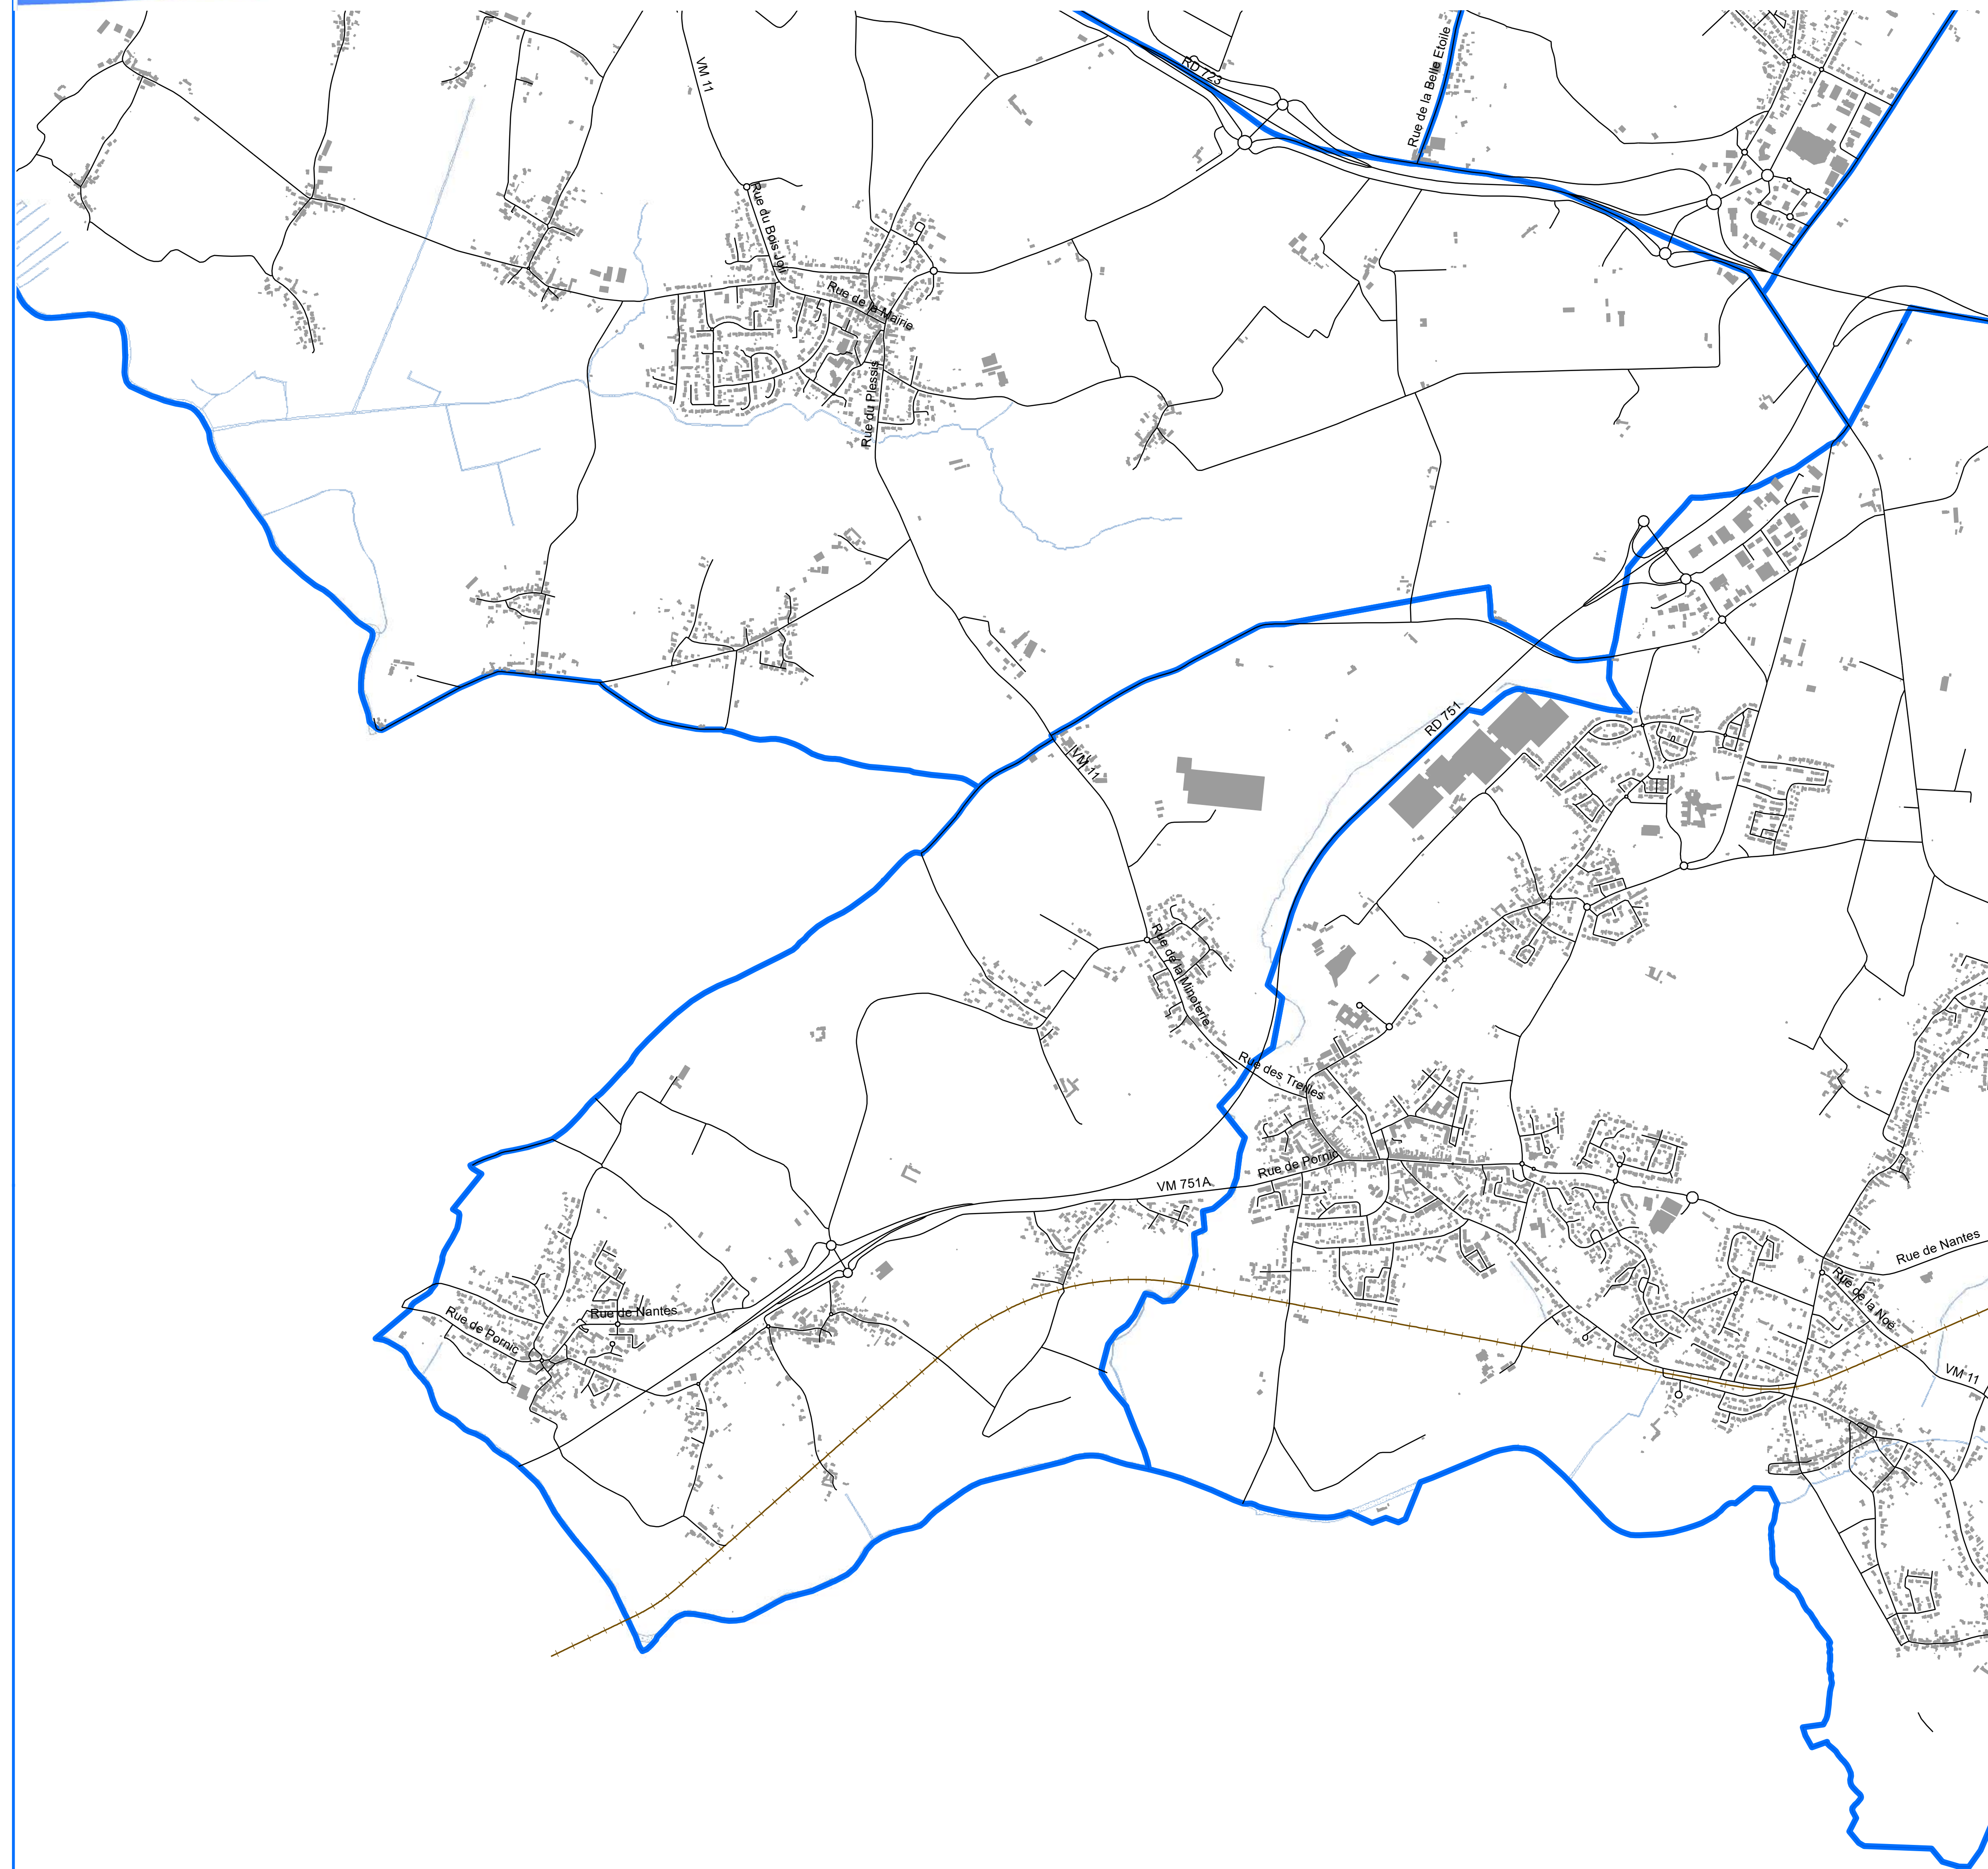 RD 723
Rue de la Belle Etoile
VM 11
Rue du Bois Joli
Rue de la Mairie
Rue du Plessis
RD 751
VM 11
Rue de la Minoterie
Rue des Treilles
Rue de Pornic
VM 751A
Rue de Nantes
Rue de la Noé
Rue de Nantes
Rue de Pornic
VM 11